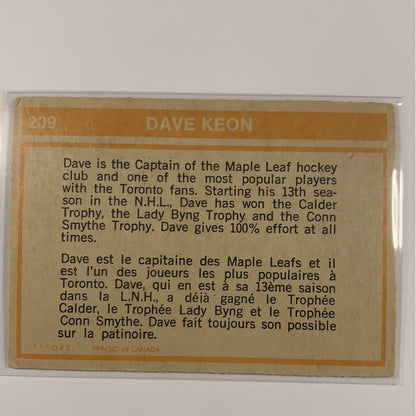 209 DAVE KEON
Dave is the Captain of the Maple Leaf hockey
club and one of the most popular players
with the Toronto fans. Starting his 13th sea-
son in the N.H.L., Dave has won the Calder
Trophy, the Lady Byng Trophy and the Conn
Smythe Trophy. Dave gives 100% effort at all
times.
Dave est le capitaine des Maple Leafs et il
est l'un des joueurs les plus populaires à
Toronto. Dave, qui en est à sa 13ème saison
dans la L.N.H., a déjà gagné le Trophée
Calder, le Trophée Lady Byng et le Trophée
Conn Smythe. Dave fait toujours son possible
sur la patinoire.
O.P.C. PRINTED IN CANADA